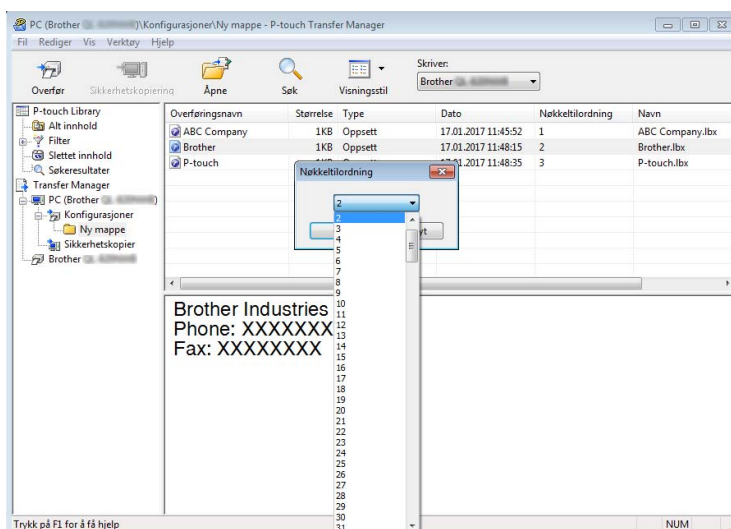 PC (Brother )\Konfigurasjoner\Ny mappe - P-touch Transfer Manager
Fil Rediger Vis Verktøy Hjelp
Overfør Sikkerhetskopiering Åpne Søk Visningsstil
Skriver:
Brother
P-touch Library
Alt innhold
Filter
Slettet innhold
Søkeresultater
Transfer Manager
PC (Brother )
Konfigurasjoner
Ny mappe
Sikkerhetskopier
Brother
Overføringsnavn Størrelse Type Dato Nøkkeltilordning Navn
ABC Company 1KB Oppsett 17.01.2017 11:45:52 1 ABC Company.lbx
Brother 1KB Oppsett 17.01.2017 11:48:15 2 Brother.lbx
P-touch 17.01.2017 11:48:35 3 P-touch.lbx
Nøkkeltilordning
2
2
3
4
5
6
7
8
9
10
11
12
13
14
15
16
17
18
19
20
21
22
23
24
25
26
27
28
29
30
31
Brother Industries
Phone: XXXXXXX
Fax: XXXXXXXX
Trykk på F1 for å få hjelp
NUM